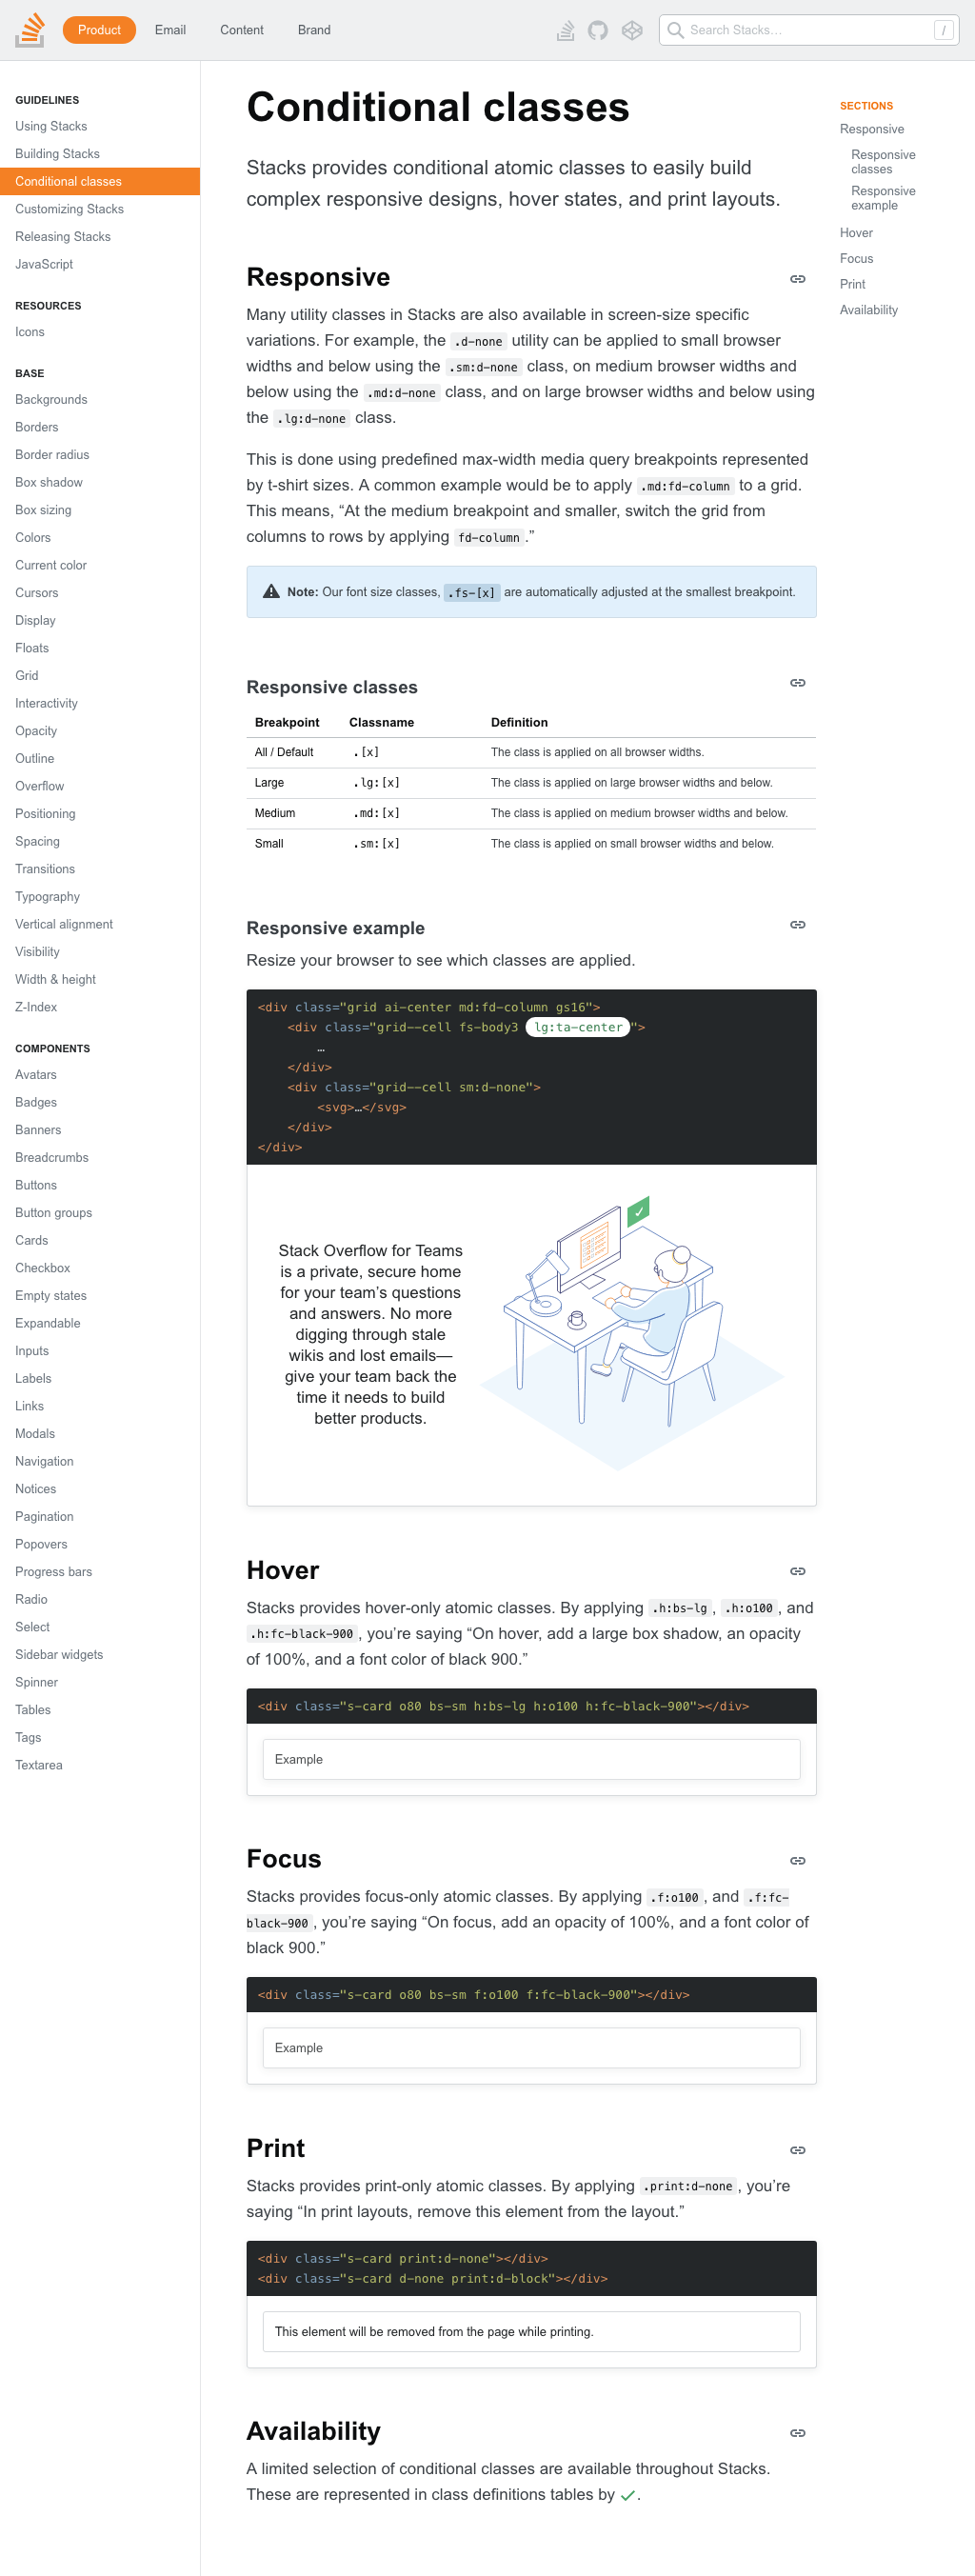 Product
Email
Content
Brand
Search Stacks…
/
GUIDELINES
Using Stacks
Building Stacks
Conditional classes
Customizing Stacks
Releasing Stacks
JavaScript
RESOURCES
Icons
BASE
Backgrounds
Borders
Border radius
Box shadow
Box sizing
Colors
Current color
Cursors
Display
Floats
Grid
Interactivity
Opacity
Outline
Overflow
Positioning
Spacing
Transitions
Typography
Vertical alignment
Visibility
Width & height
Z-Index
COMPONENTS
Avatars
Badges
Banners
Breadcrumbs
Buttons
Button groups
Cards
Checkbox
Empty states
Expandable
Inputs
Labels
Links
Modals
Navigation
Notices
Pagination
Popovers
Progress bars
Radio
Select
Sidebar widgets
Spinner
Tables
Tags
Textarea
Conditional classes
Stacks provides conditional atomic classes to easily build
complex responsive designs, hover states, and print layouts.
Responsive
Many utility classes in Stacks are also available in screen-size specific
variations. For example, the .d-none utility can be applied to small browser
widths and below using the .sm:d-none class, on medium browser widths and
below using the .md:d-none class, and on large browser widths and below using
the .lg:d-none class.
This is done using predefined max-width media query breakpoints represented
by t-shirt sizes. A common example would be to apply .md:fd-column to a grid.
This means, “At the medium breakpoint and smaller, switch the grid from
columns to rows by applying fd-column.”
Note: Our font size classes, .fs-[x] are automatically adjusted at the smallest breakpoint.
Responsive classes
Breakpoint Classname Definition
All / Default .[x] The class is applied on all browser widths.
Large .lg:[x] The class is applied on large browser widths and below.
Medium .md:[x] The class is applied on medium browser widths and below.
Small .sm:[x] The class is applied on small browser widths and below.
Responsive example
Resize your browser to see which classes are applied.
<div class="grid ai-center md:fd-column gs16">
<div class="grid--cell fs-body3 lg:ta-center">
…
</div>
<div class="grid--cell sm:d-none">
<svg>…</svg>
</div>
</div>
Stack Overflow for Teams
is a private, secure home
for your team’s questions
and answers. No more
digging through stale
wikis and lost emails—
give your team back the
time it needs to build
better products.
Hover
Stacks provides hover-only atomic classes. By applying .h:bs-lg, .h:o100, and
.h:fc-black-900, you’re saying “On hover, add a large box shadow, an opacity
of 100%, and a font color of black 900.”
<div class="s-card o80 bs-sm h:bs-lg h:o100 h:fc-black-900"></div>
Example
Focus
Stacks provides focus-only atomic classes. By applying .f:o100, and .f:fc-
black-900, you’re saying “On focus, add an opacity of 100%, and a font color of
black 900.”
<div class="s-card o80 bs-sm f:o100 f:fc-black-900"></div>
Example
Print
Stacks provides print-only atomic classes. By applying .print:d-none, you’re
saying “In print layouts, remove this element from the layout.”
<div class="s-card print:d-none"></div>
<div class="s-card d-none print:d-block"></div>
This element will be removed from the page while printing.
Availability
A limited selection of conditional classes are available throughout Stacks.
These are represented in class definitions tables by ✓.
SECTIONS
Responsive
Responsive
classes
Responsive
example
Hover
Focus
Print
Availability